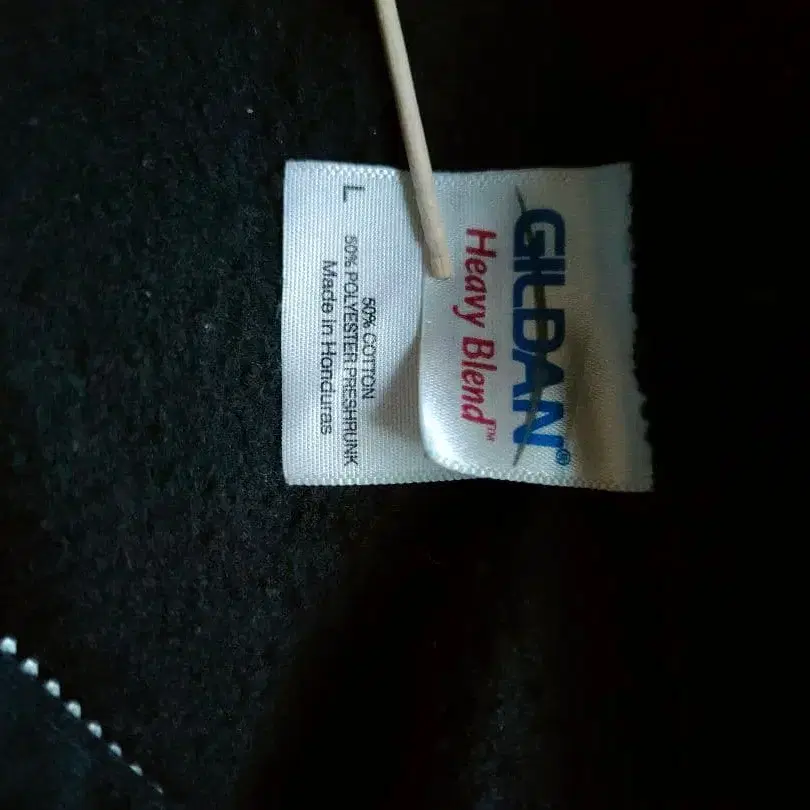 GILDAN®
Heavy Blend™
50% COTTON
50% POLYESTER PRESHRUNK
Made in Honduras
L